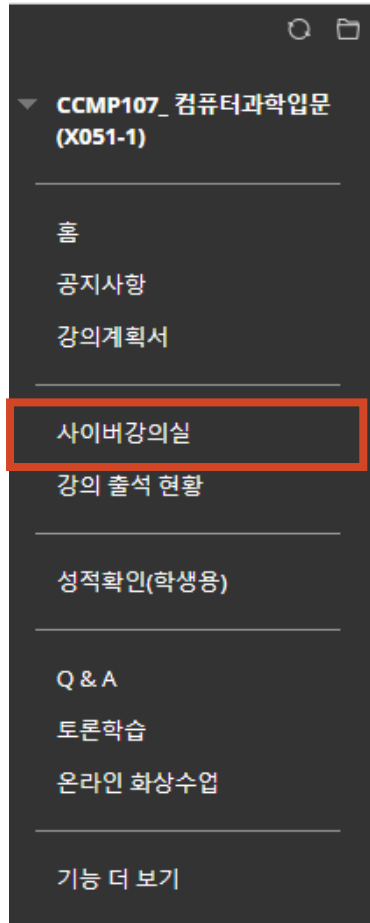 CCMP107_ 컴퓨터과학입문
(X051-1)
홈
공지사항
강의계획서
사이버강의실
강의 출석 현황
성적확인(학생용)
Q & A
토론학습
온라인 화상수업
기능 더 보기